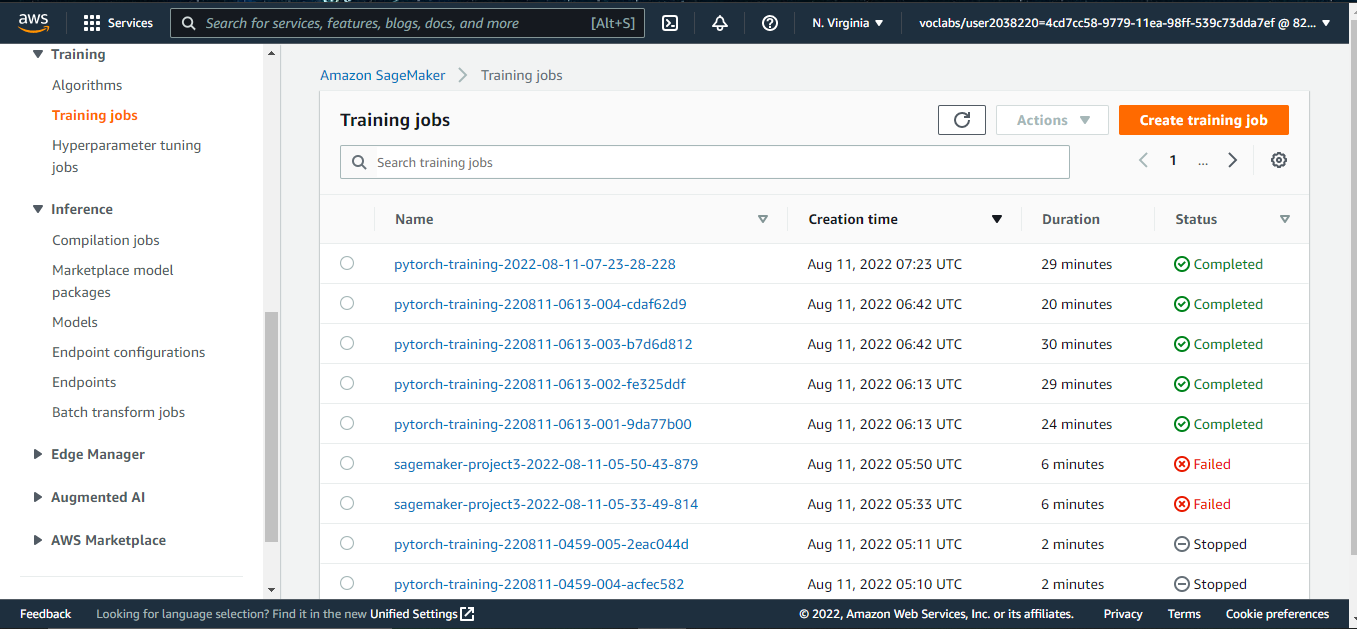 aws Services Search for services, features, blogs, docs, and more [Alt+S] N. Virginia voclabs/user2038220=4cd7cc58-9779-11ea-98ff-539c73dda7ef @ 82...
Training
Algorithms
Training jobs
Hyperparameter tuning
jobs
Inference
Compilation jobs
Marketplace model
packages
Models
Endpoint configurations
Endpoints
Batch transform jobs
Edge Manager
Augmented AI
AWS Marketplace
Amazon SageMaker Training jobs
Training jobs Actions Create training job
Search training jobs 1 ...
Name Creation time Duration Status
pytorch-training-2022-08-11-07-23-28-228 Aug 11, 2022 07:23 UTC 29 minutes Completed
pytorch-training-220811-0613-004-cdaf62d9 Aug 11, 2022 06:42 UTC 20 minutes Completed
pytorch-training-220811-0613-003-b7d6d812 Aug 11, 2022 06:42 UTC 30 minutes Completed
pytorch-training-220811-0613-002-fe325ddf Aug 11, 2022 06:13 UTC 29 minutes Completed
pytorch-training-220811-0613-001-9da77b00 Aug 11, 2022 06:13 UTC 24 minutes Completed
sagemaker-project3-2022-08-11-05-50-43-879 Aug 11, 2022 05:50 UTC 6 minutes Failed
sagemaker-project3-2022-08-11-05-33-49-814 Aug 11, 2022 05:33 UTC 6 minutes Failed
pytorch-training-220811-0459-005-2eac044d Aug 11, 2022 05:11 UTC 2 minutes Stopped
pytorch-training-220811-0459-004-acfec582 Aug 11, 2022 05:10 UTC 2 minutes Stopped
Feedback Looking for language selection? Find it in the new Unified Settings © 2022, Amazon Web Services, Inc. or its affiliates. Privacy Terms Cookie preferences